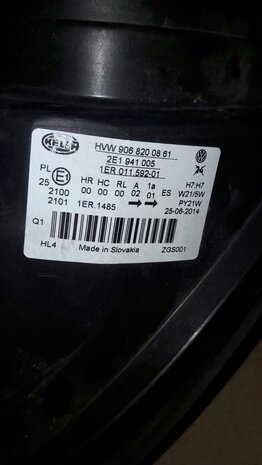 HELLA
HVW 906 820 08 61
2E1 941 005
1ER 011.592-01
PL E1 HR HC RL A 1a H7;H7
25 00 00 00 02 01 ES W21/5W
2100 PY21W
2101 1ER.1485 25-06-2014
Q1
HL4 Made in Slovakia ZGS001